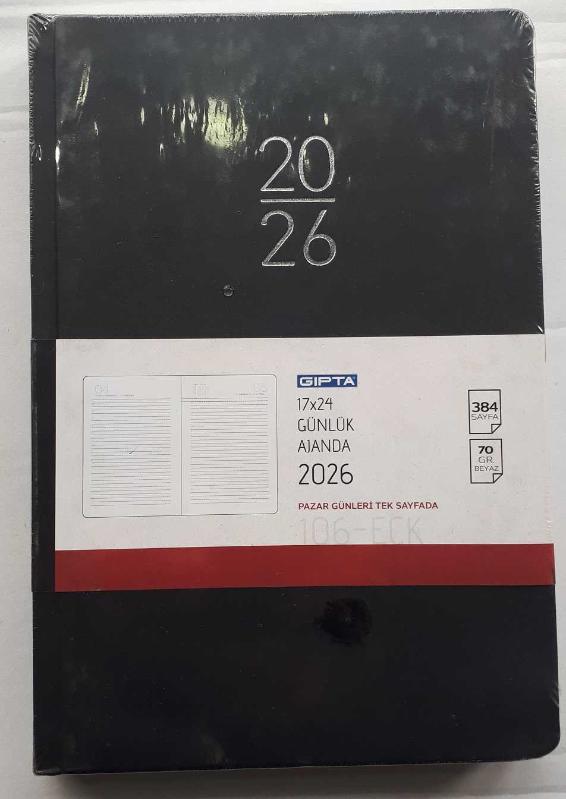 20
26
GIPTA
17x24
GÜNLÜK
AJANDA
2026
PAZAR GÜNLERİ TEK SAYFADA
106-ECK
384
SAYFA
70
GR.
BEYAZ